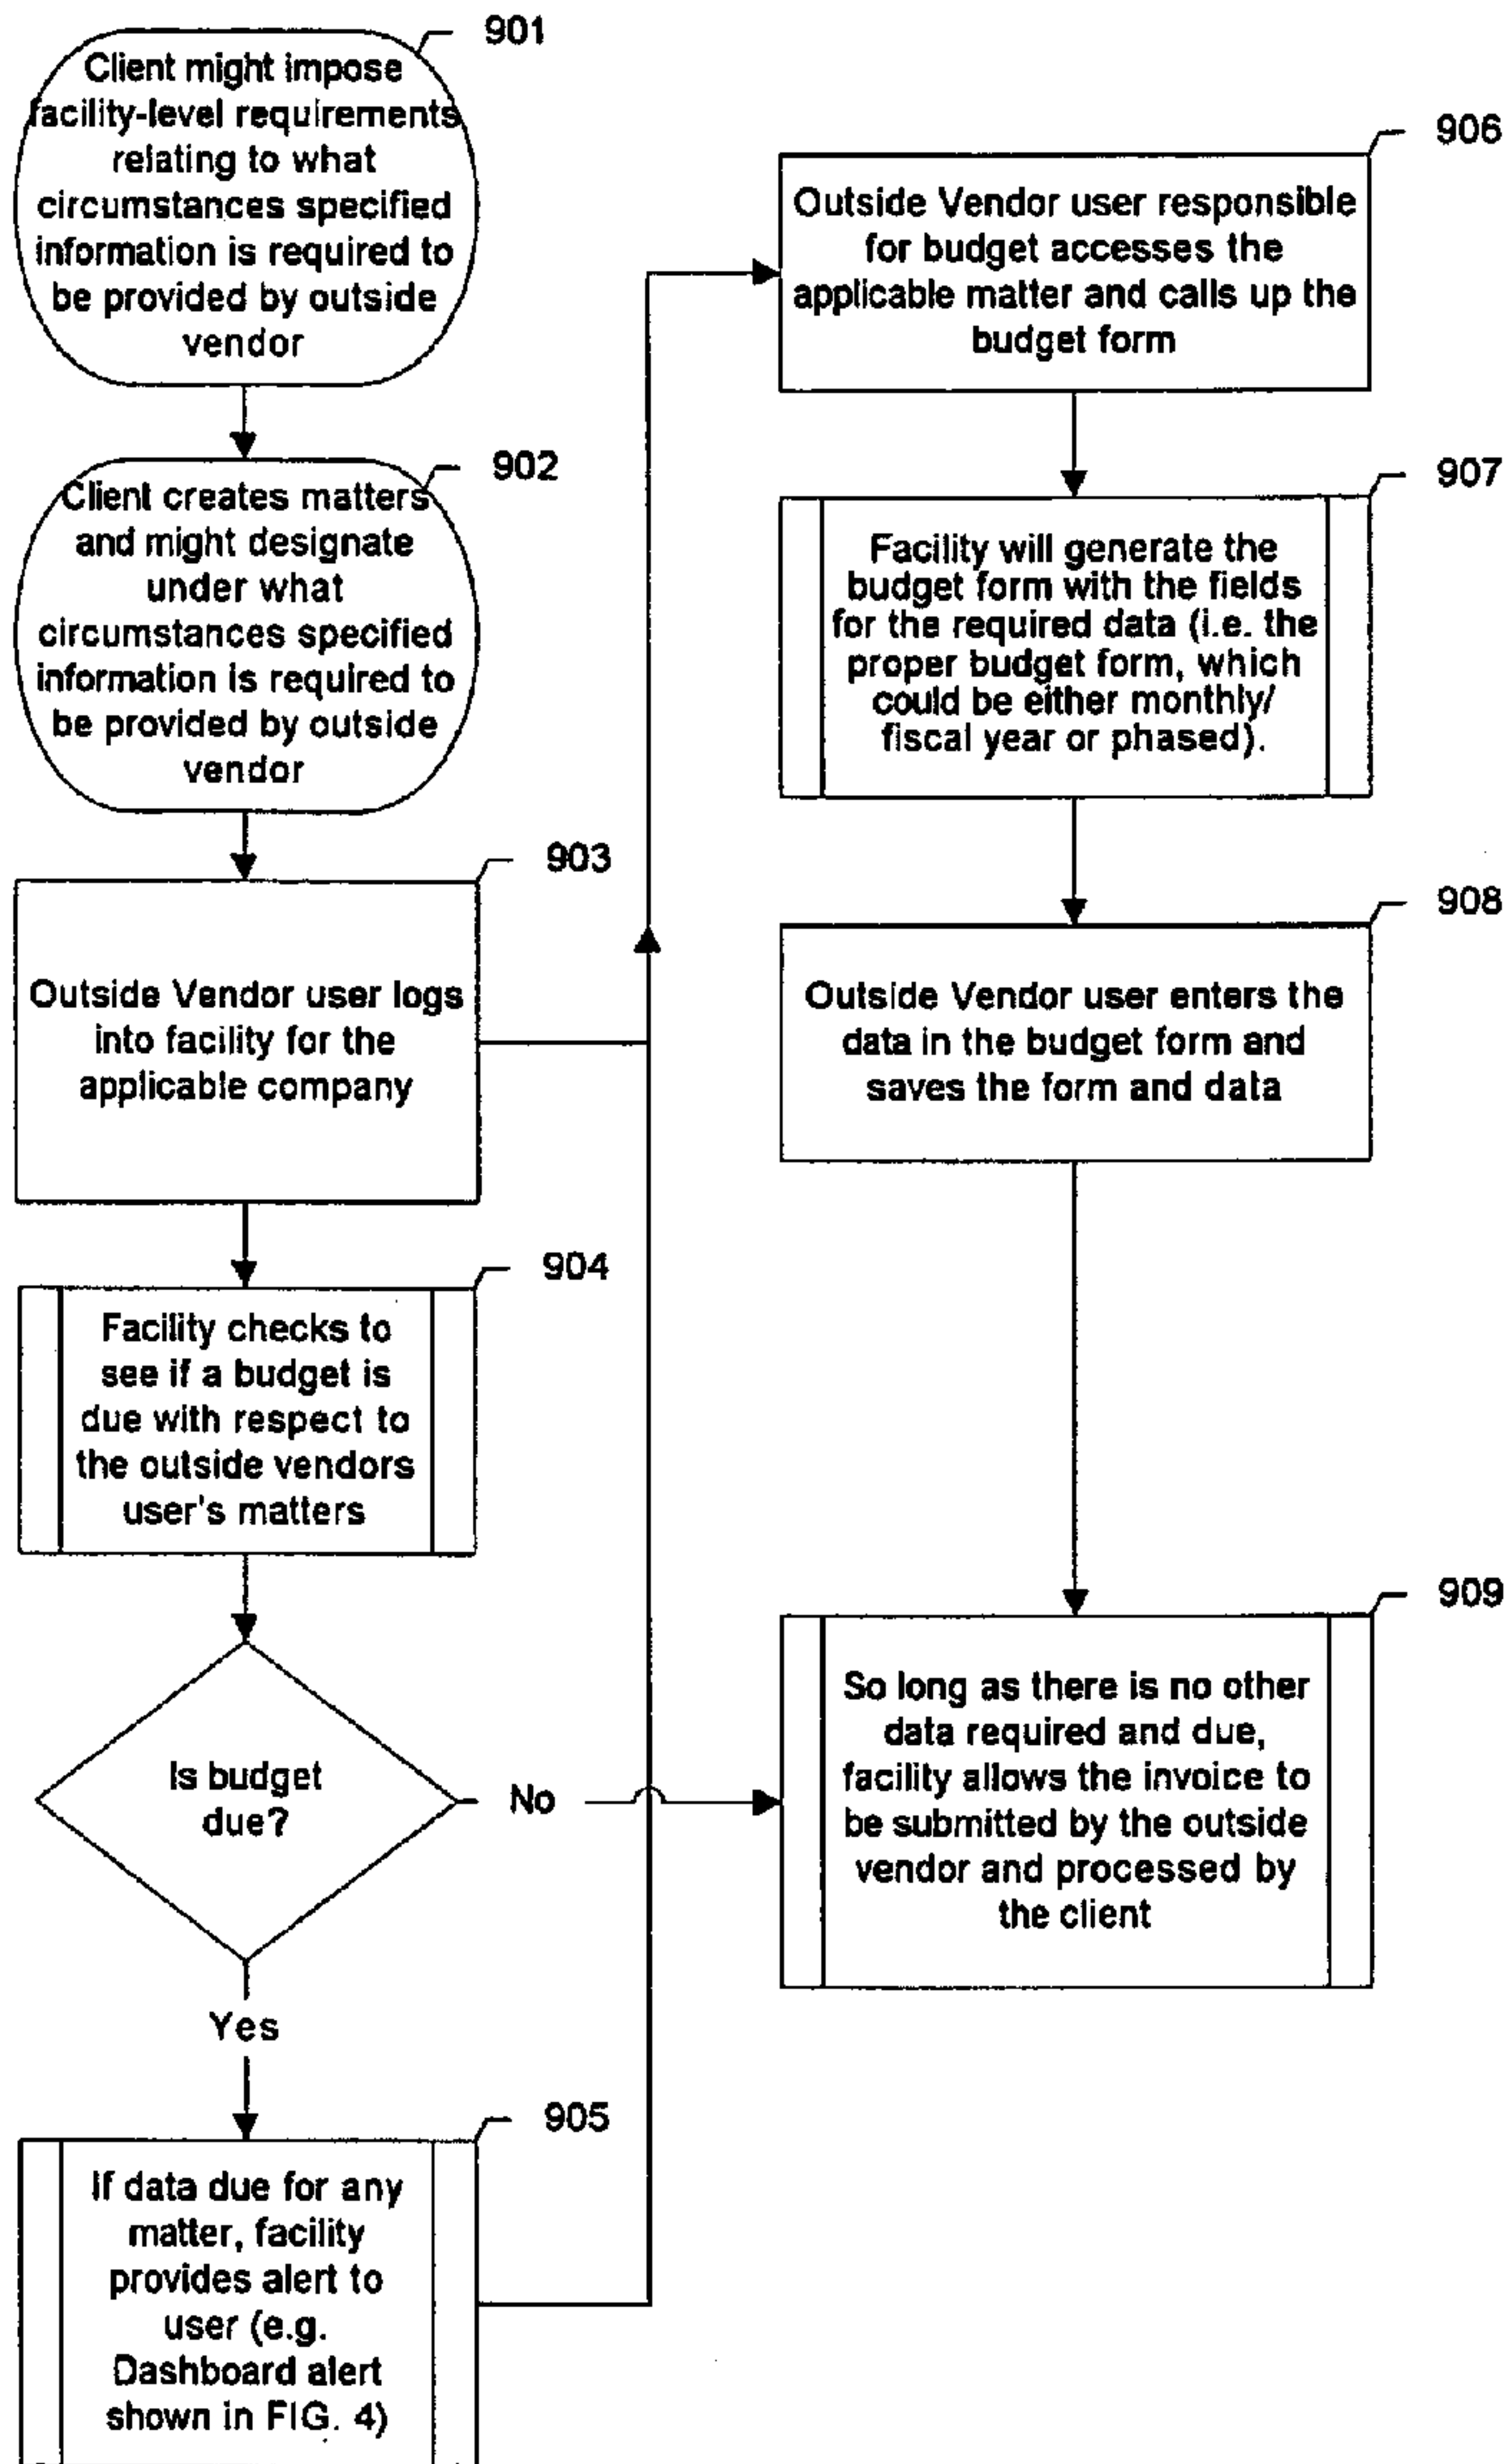 901
Client might impose
facility-level requirements
relating to what
circumstances specified
information is required to
be provided by outside
vendor
902
Client creates matters
and might designate
under what
circumstances specified
information is required to
be provided by outside
vendor
903
Outside Vendor user logs
into facility for the
applicable company
904
Facility checks to
see if a budget is
due with respect to
the outside vendors
user's matters
Is budget
due?
No
Yes
905
If data due for any
matter, facility
provides alert to
user (e.g.
Dashboard alert
shown in FIG. 4)
906
Outside Vendor user responsible
for budget accesses the
applicable matter and calls up the
budget form
907
Facility will generate the
budget form with the fields
for the required data (i.e. the
proper budget form, which
could be either monthly/
fiscal year or phased).
908
Outside Vendor user enters the
data in the budget form and
saves the form and data
909
So long as there is no other
data required and due,
facility allows the invoice to
be submitted by the outside
vendor and processed by
the client